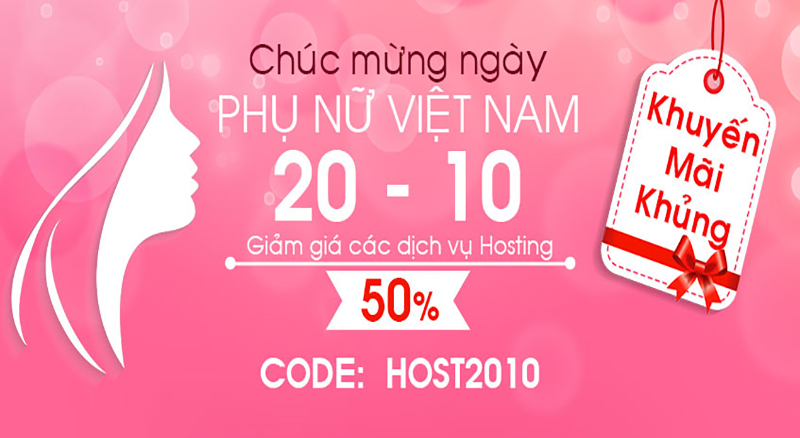 Chúc mừng ngày
PHỤ NỮ VIỆT NAM
20 - 10
Giảm giá các dịch vụ Hosting
50%
CODE: HOST2010
Khuyến
Mãi
Khủng